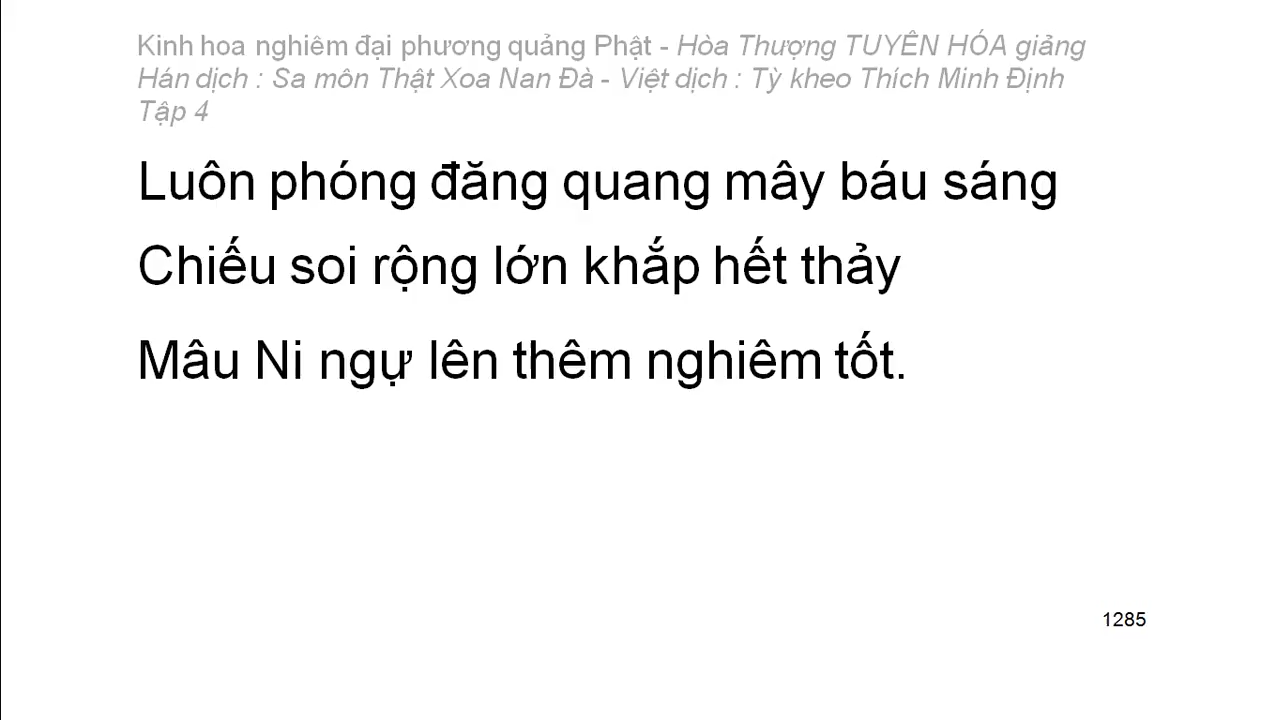 Kinh hoa nghiêm đại phương quảng Phật - Hòa Thượng TUYÊN HÓA giảng
Hán dịch : Sa môn Thật Xoa Nan Đà - Việt dịch : Tỳ kheo Thích Minh Định
Tập 4
Luôn phóng đăng quang mây báu sáng
Chiếu soi rộng lớn khắp hết thảy
Mâu Ni ngự lên thêm nghiêm tốt.
1285